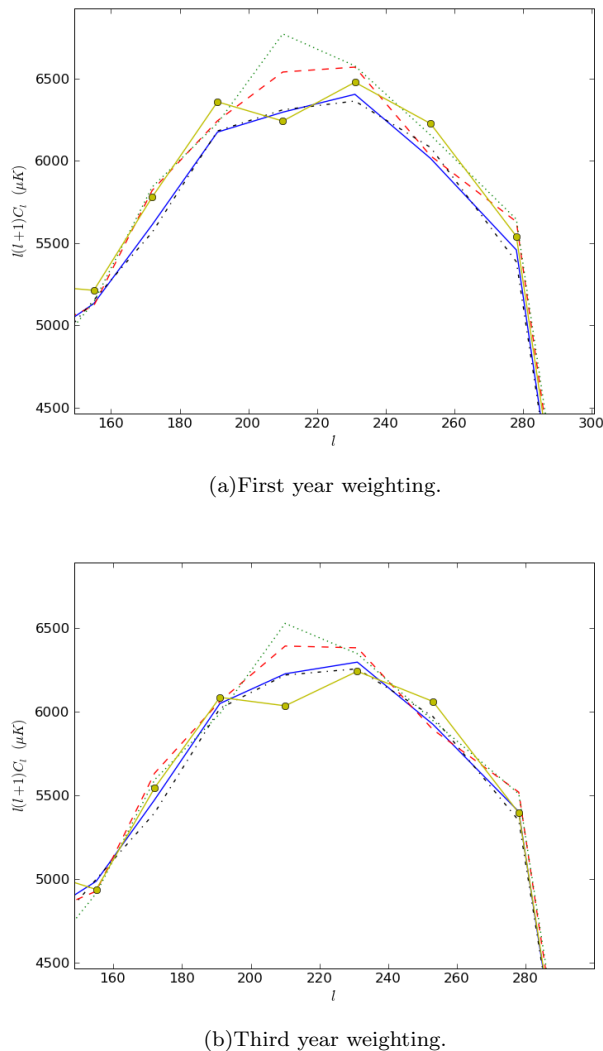 6500
6000
5500
5000
4500
l(l+1)C_l (μK)
160 180 200 220 240 260 280 300
l
(a)First year weighting.
6500
6000
5500
5000
4500
l(l+1)C_l (μK)
160 180 200 220 240 260 280
l
(b)Third year weighting.